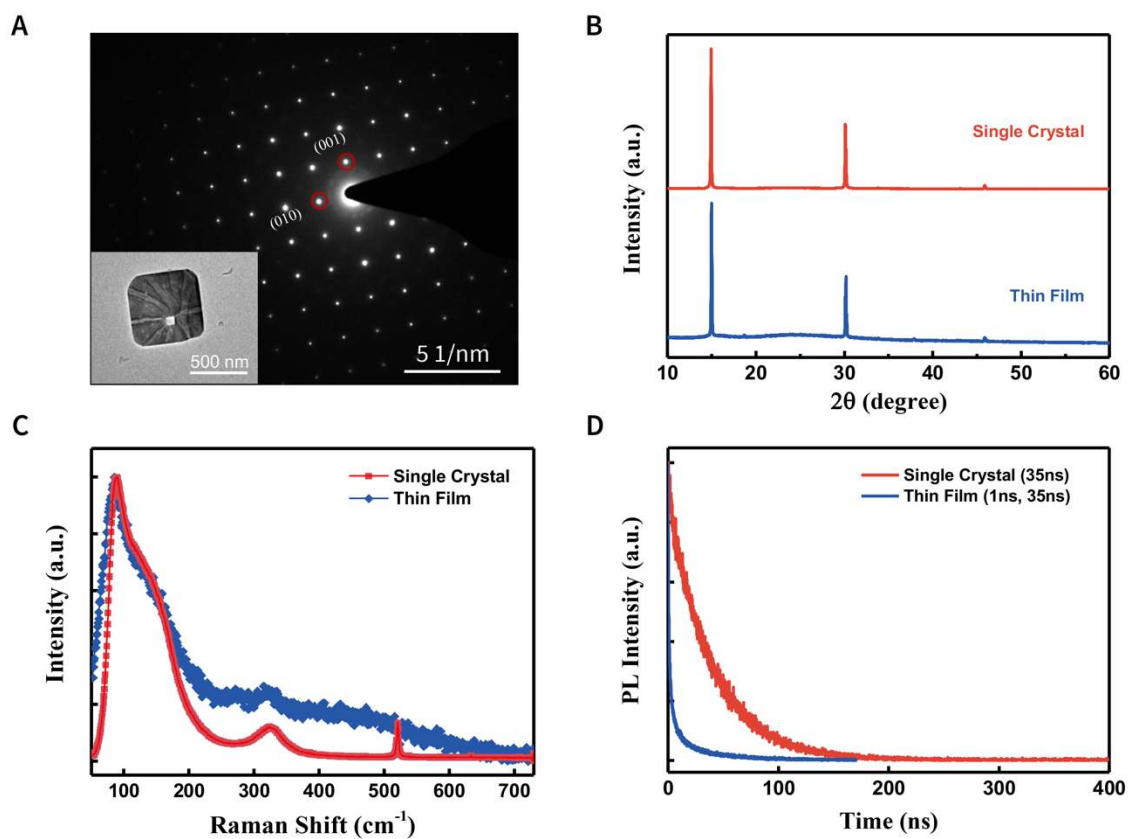 A
(001)
(010)
500 nm
5 1/nm
B
Intensity (a.u.)
Single Crystal
Thin Film
10 20 30 40 50 60
2θ (degree)
C
Intensity (a.u.)
Single Crystal
Thin Film
100 200 300 400 500 600 700
Raman Shift (cm⁻¹)
D
PL Intensity (a.u.)
Single Crystal (35ns)
Thin Film (1ns, 35ns)
0 100 200 300 400
Time (ns)